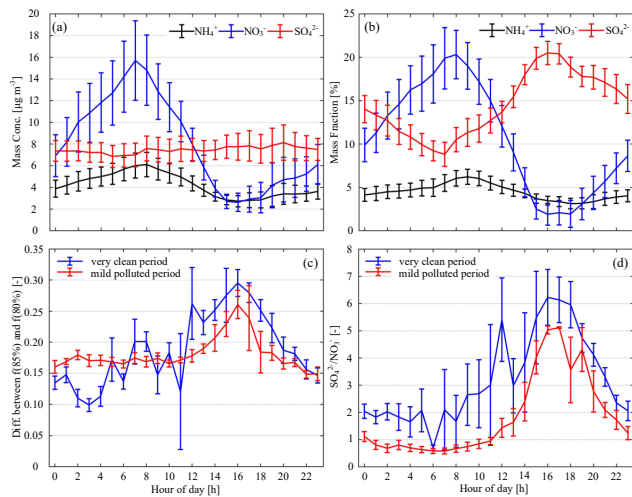 (a) NH₄⁺ NO₃⁻ SO₄²⁻
Mass Conc. [μg m⁻³]
20
18
16
14
12
10
8
6
4
2
0
(b) NH₄⁺ NO₃⁻ SO₄²⁻
Mass Fraction [%]
25
20
15
10
5
0
(c)
very clean period
mild polluted period
Diff. between f(85%) and f(80%) [-]
0.35
0.30
0.25
0.20
0.15
0.10
0.05
0.00
0 2 4 6 8 10 12 14 16 18 20 22
Hour of day [h]
(d)
very clean period
mild polluted period
SO₄²⁻/NO₃⁻ [-]
8
7
6
5
4
3
2
1
0
0 2 4 6 8 10 12 14 16 18 20 22
Hour of day [h]